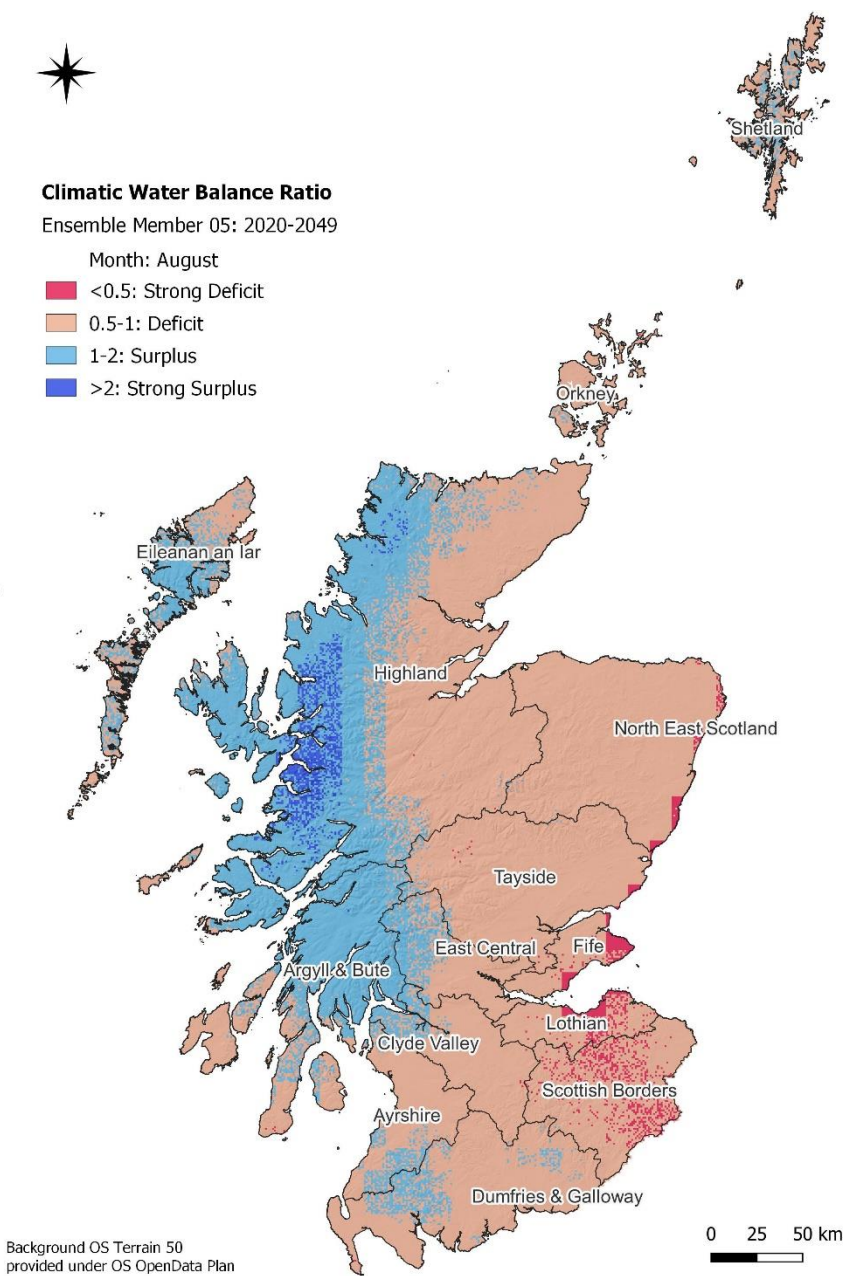 Shetland
Climatic Water Balance Ratio
Ensemble Member 05: 2020-2049
Month: August
<0.5: Strong Deficit
0.5-1: Deficit
1-2: Surplus
>2: Strong Surplus
Orkney
Eileanan an Iar
Highland
North East Scotland
Tayside
East Central
Fife
Argyll & Bute
Lothian
Clyde Valley
Scottish Borders
Ayrshire
Dumfries & Galloway
0 25 50 km
Background OS Terrain 50
provided under OS OpenData Plan